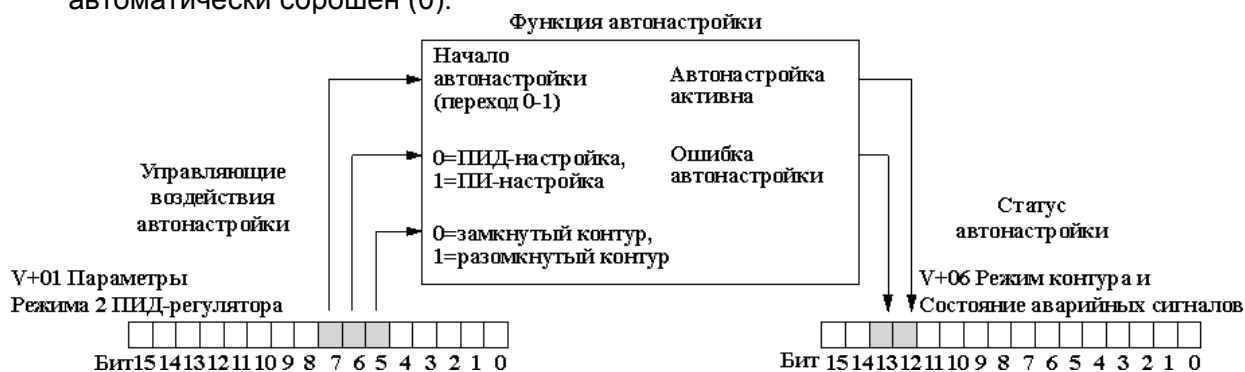 автоматически сброшен (0).
Функция автонастройки
Начало
автонастройки
(переход 0-1)
Автонастройка
активна
0=ПИД-настройка,
1=ПИ-настройка
Ошибка
автонастройки
0=замкнутый контур,
1=разомкнутый контур
Управляющие
воздействия
автонастройки
Статус
автонастройки
V+01 Параметры
Режима 2 ПИД-регулятора
V+06 Режим контура и
Состояние аварийных сигналов
Бит 15 14 13 12 11 10 9 8 7 6 5 4 3 2 1 0
Бит 15 14 13 12 11 10 9 8 7 6 5 4 3 2 1 0